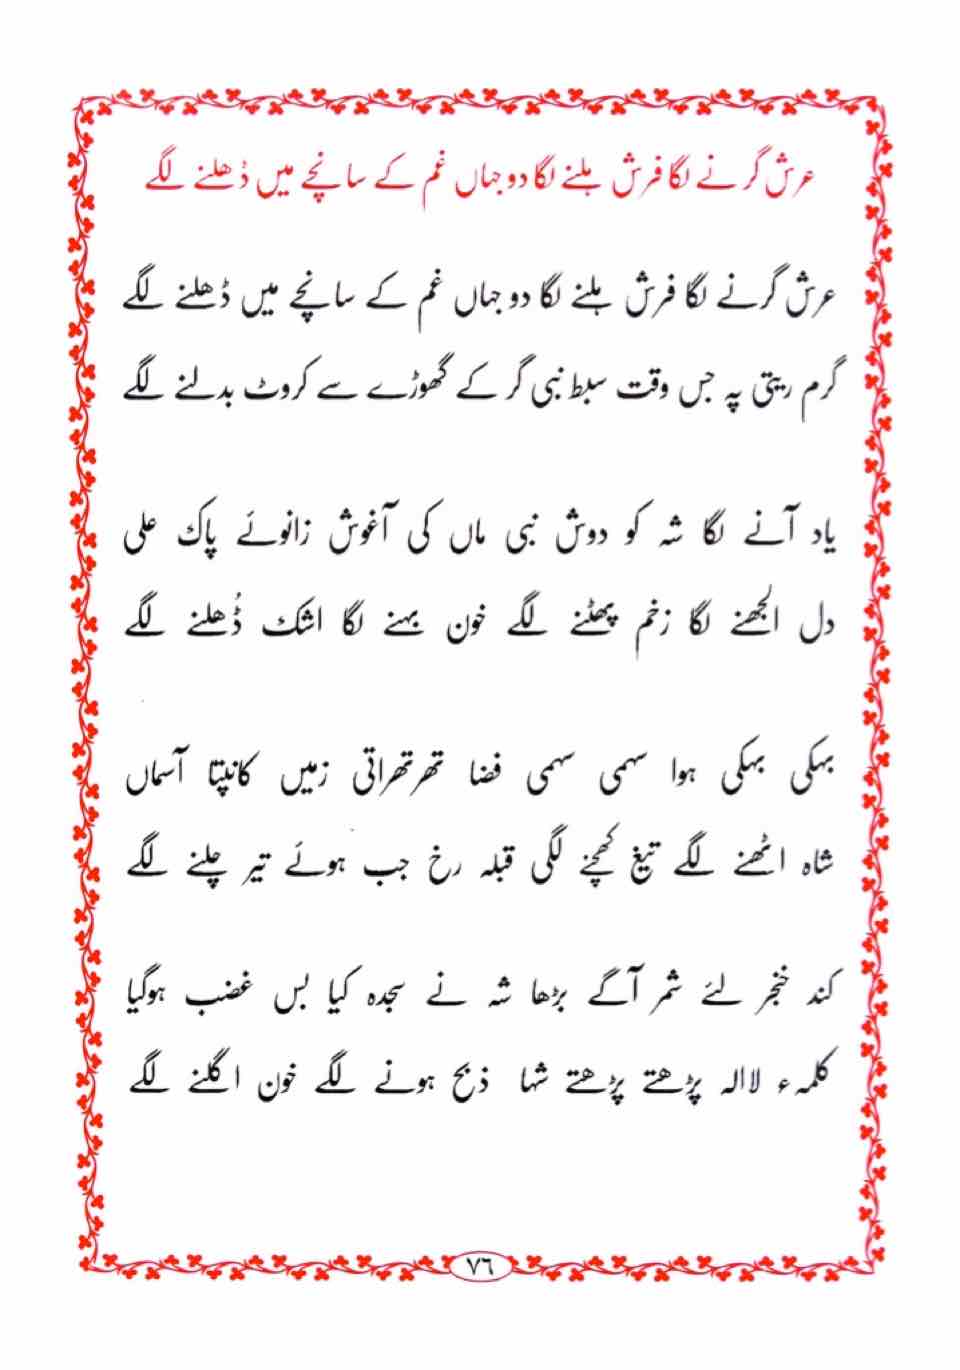 عرش گرنے لگا فرش ہلنے لگا دو جہاں غم کے سانچے میں ڈھلنے لگے
عرش گرنے لگا فرش ہلنے لگا دو جہاں غم کے سانچے میں ڈھلنے لگے
گرم ریتی پہ جس وقت سبط نبی گر کے گھوڑے سے کروٹ بدلنے لگے
یاد آنے لگا شہ کو دوش نبی ماں کی آغوش زانوئے پاک علی
دل الجھنے لگا زخم پھٹنے لگے خون بہنے لگا اشک ڈُھلنے لگے
بہکی بہکی ہوا سہمی سہمی فضا تھرتھراتی زمیں کانپتا آسماں
شاہ اٹھنے لگے تیغ کھچنے لگی قبلہ رخ جب ہوئے تیر چلنے لگے
کند خنجر لئے شمر آگے بڑھا شہ نے سجدہ کیا بس غضب ہوگیا
کلمہء لاالہ پڑھتے پڑھتے شہا ذبح ہونے لگے خون اگلنے لگے
۷۶